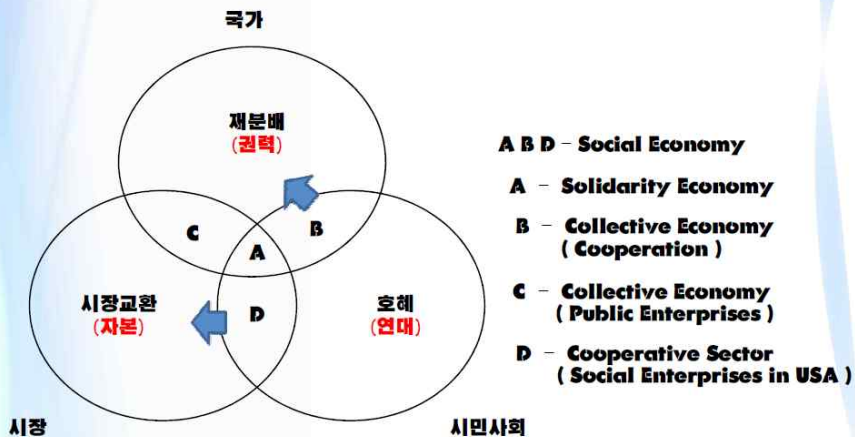 국가
재분배
(권력)
C
B
A
D
시장교환
(자본)
호혜
(연대)
시장
시민사회
A B D – Social Economy
A – Solidarity Economy
B – Collective Economy
( Cooperation )
C – Collective Economy
( Public Enterprises )
D – Cooperative Sector
( Social Enterprises in USA )